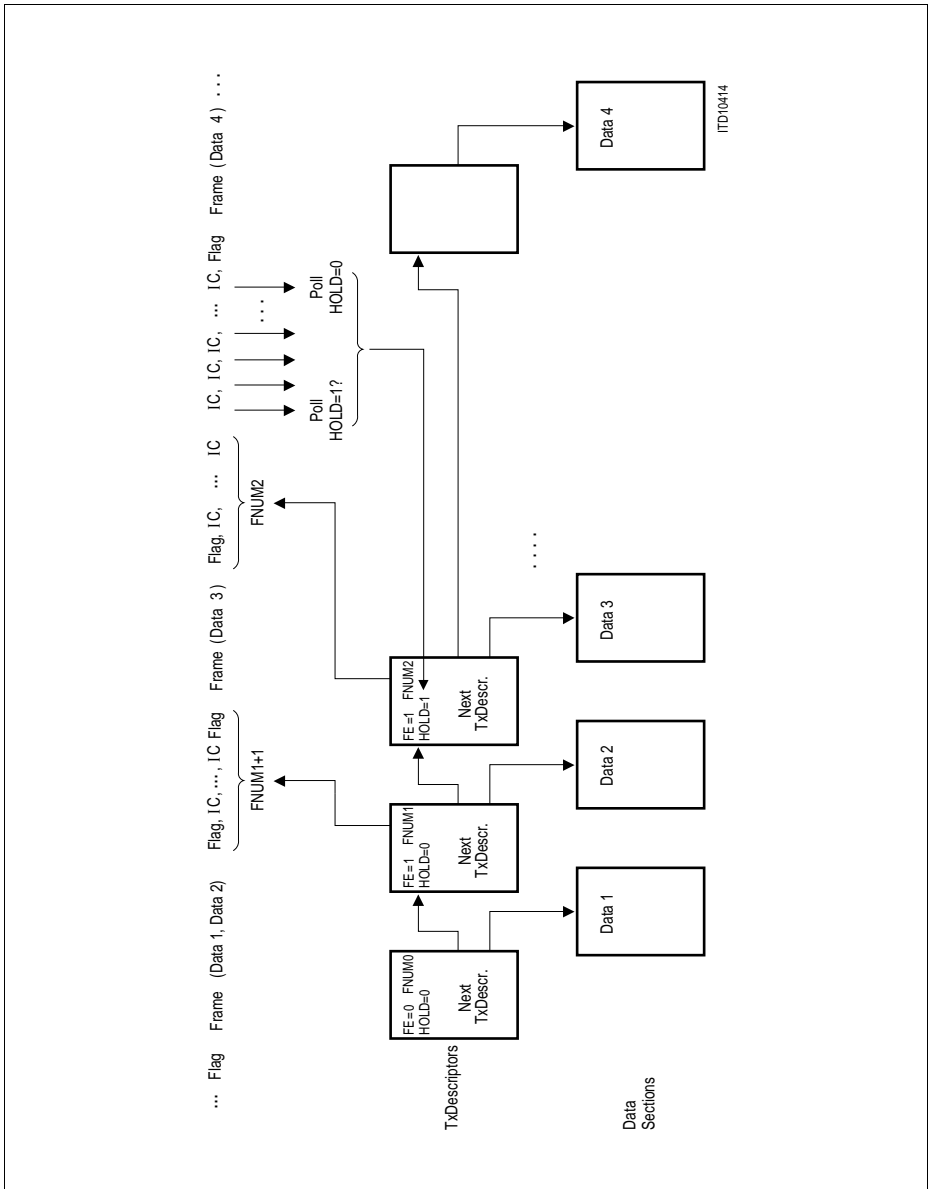 ... Flag Frame (Data 1, Data 2) Flag, IC, ..., IC Flag Frame (Data 3) Flag, IC, ... IC IC, IC, IC, ... IC, Flag Frame (Data 4) ...
FNUM1+1
FNUM2
Poll
HOLD=1?
. . .
Poll
HOLD=0
TxDescriptors
FE=0 FNUM0
HOLD=0
Next
TxDescr.
FE=1 FNUM1
HOLD=0
Next
TxDescr.
FE=1 FNUM2
HOLD=1
Next
TxDescr.
. . . .
Data
Sections
Data 1
Data 2
Data 3
Data 4
ITD10414